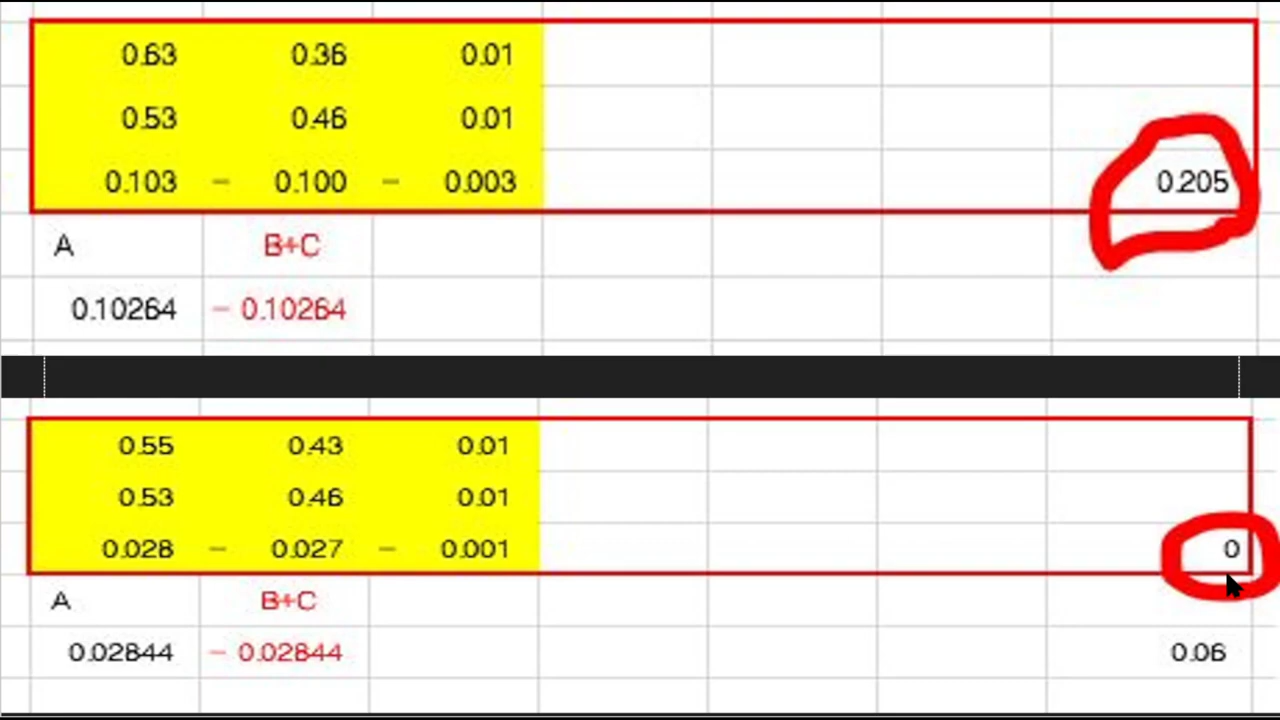 0.63 0.36 0.01
0.53 0.46 0.01
0.103 - 0.100 - 0.003 0.205
A B+C
0.10264 - 0.10264
0.55 0.43 0.01
0.53 0.46 0.01
0.028 - 0.027 - 0.001 0
A B+C
0.02844 - 0.02844 0.06